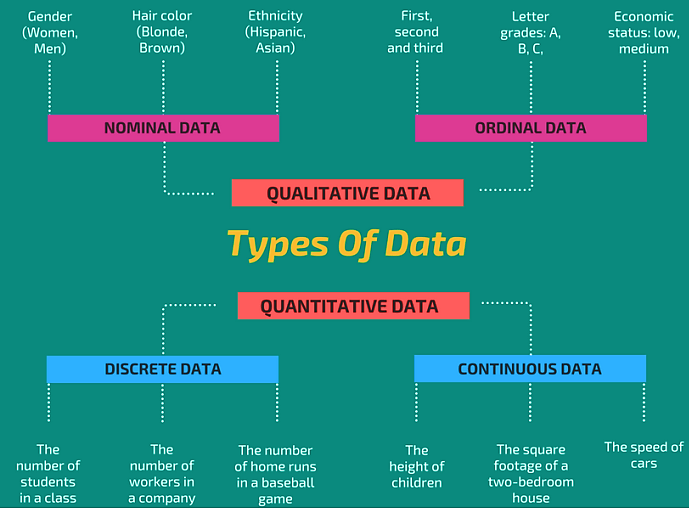 Gender
(Women,
Men)
Hair color
(Blonde,
Brown)
Ethnicity
(Hispanic,
Asian)
First,
second
and third
Letter
grades: A,
B, C,
Economic
status: low,
medium
NOMINAL DATA
ORDINAL DATA
QUALITATIVE DATA
Types Of Data
QUANTITATIVE DATA
DISCRETE DATA
CONTINUOUS DATA
The
number of
students
in a class
The
number of
workers in
a company
The number
of home runs
in a baseball
game
The
height of
children
The square
footage of a
two-bedroom
house
The speed of
cars